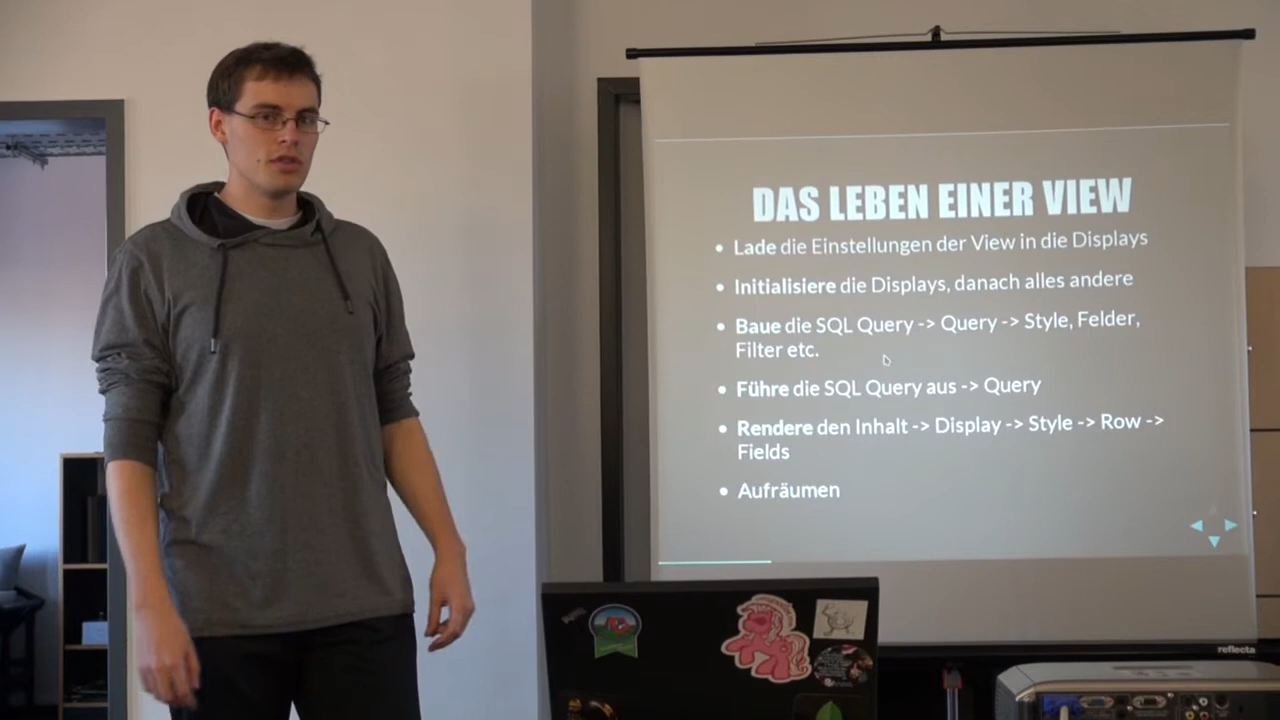 DAS LEBEN EINER VIEW
• Lade die Einstellungen der View in die Displays
• Initialisiere die Displays, danach alles andere
• Baue die SQL Query -> Query -> Style, Felder,
Filter etc.
• Führe die SQL Query aus -> Query
• Rendere den Inhalt -> Display -> Style -> Row ->
Fields
• Aufräumen
reflecta